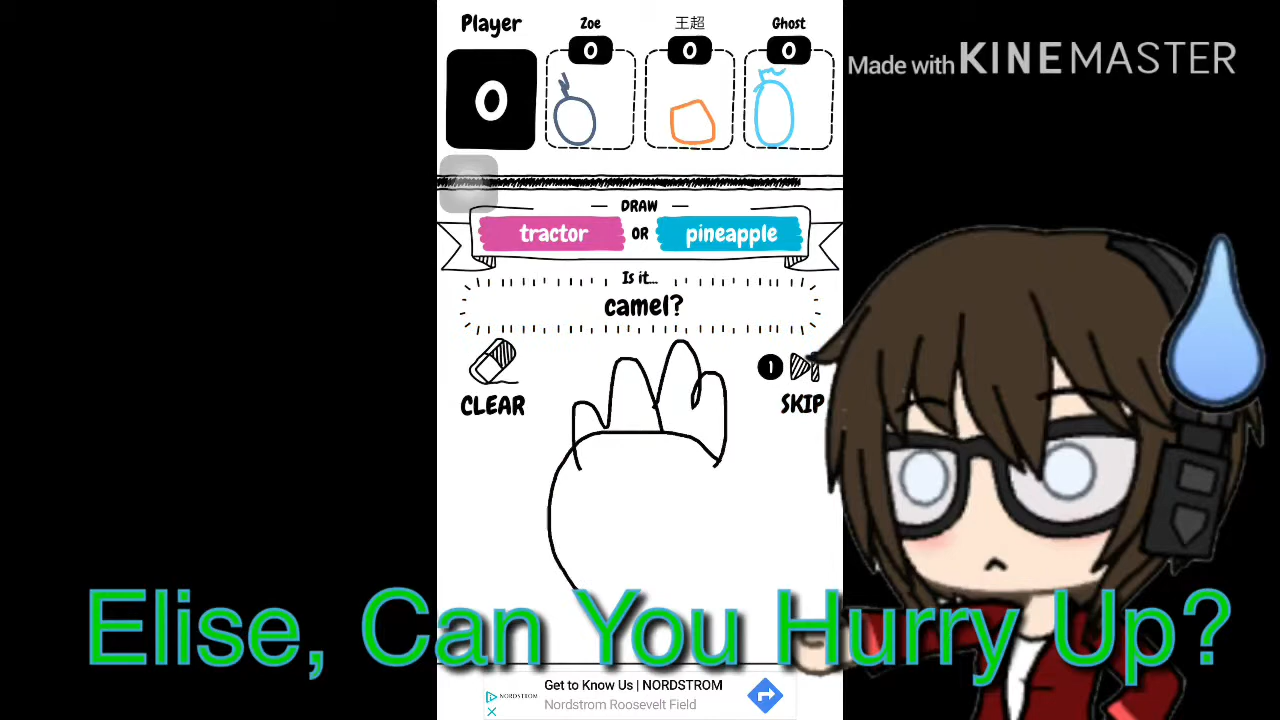 Player
Zoe
王超
Ghost
0
0
0
0
Made with KINEMASTER
DRAW
tractor OR pineapple
Is it...
camel?
CLEAR
1
SKIP
Elise, Can You Hurry Up?
Get to Know Us | NORDSTROM
NORDSTROM
Nordstrom Roosevelt Field